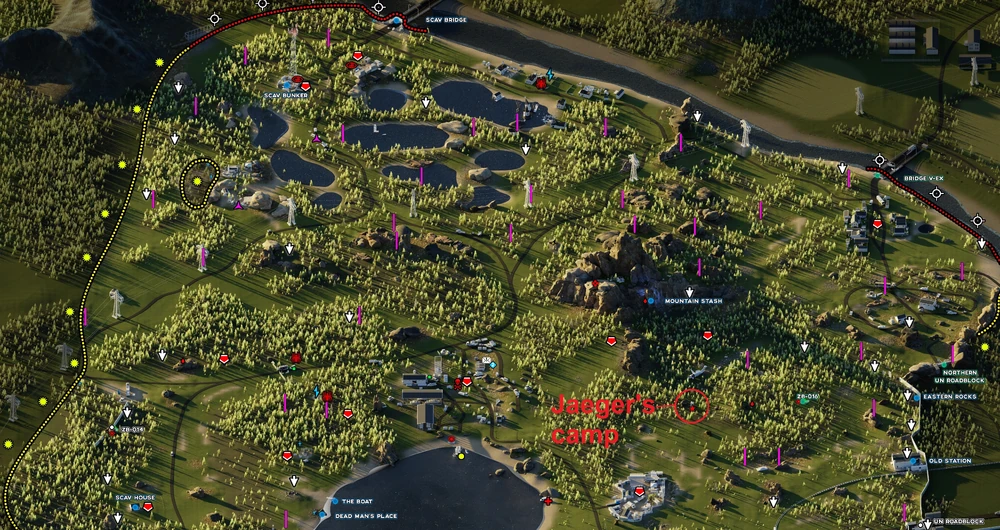 SCAV BRIDGE
SCAV BUNKER
BRIDGE V-EX
MOUNTAIN STASH
NORTHERN
UN ROADBLOCK
EASTERN ROCKS
Jaeger's
camp
ZB-016
ZB-014
OLD STATION
SCAV HOUSE
THE BOAT
DEAD MAN'S PLACE
UN ROADBLOCK